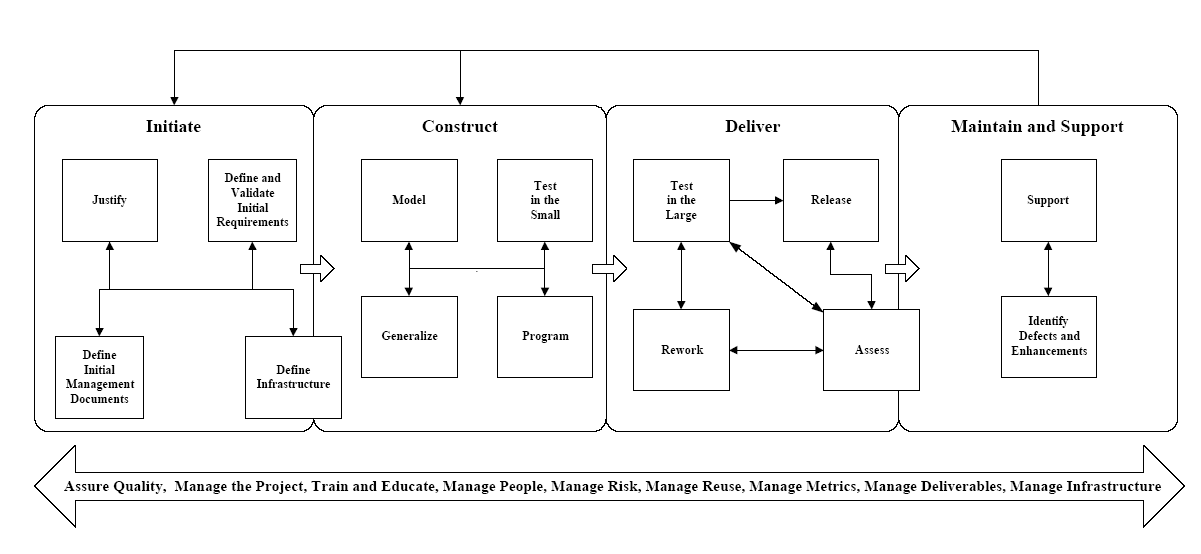 Initiate
Justify
Define and
Validate
Initial
Requirements
Define
Initial
Management
Documents
Define
Infrastructure
Construct
Model
Test
in the
Small
Generalize
Program
Deliver
Test
in the
Large
Release
Rework
Assess
Maintain and Support
Support
Identify
Defects and
Enhancements
Assure Quality, Manage the Project, Train and Educate, Manage People, Manage Risk, Manage Reuse, Manage Metrics, Manage Deliverables, Manage Infrastructure